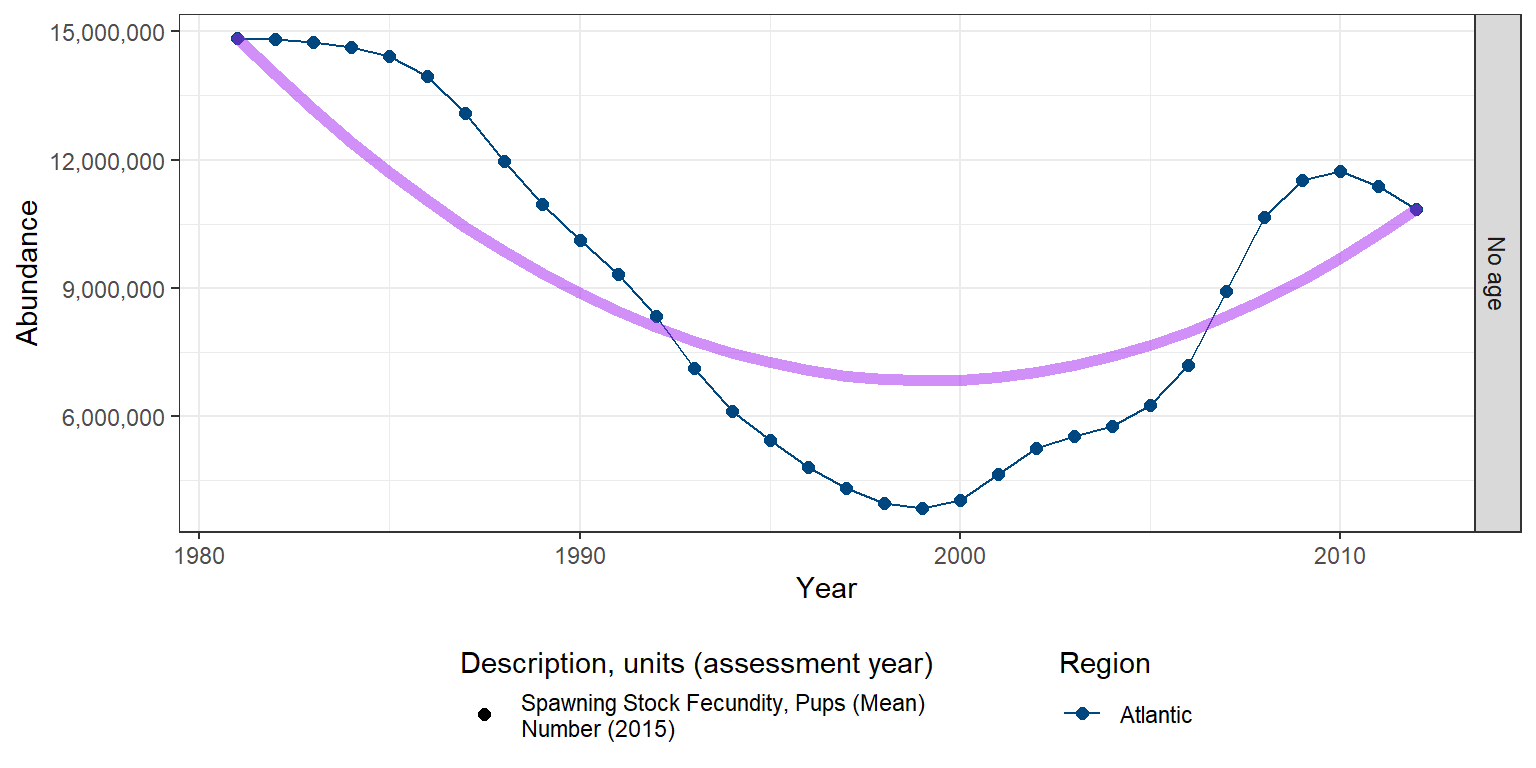 15,000,000
12,000,000
9,000,000
6,000,000
Abundance
No age
1980
1990
2000
2010
Year
Description, units (assessment year)
Spawning Stock Fecundity, Pups (Mean)
Number (2015)
Region
Atlantic